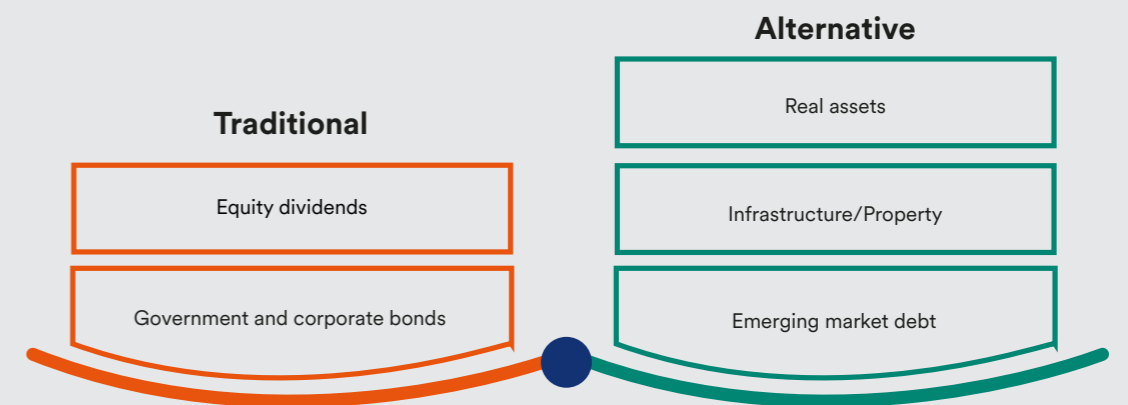 Traditional
Equity dividends
Government and corporate bonds
Alternative
Real assets
Infrastructure/Property
Emerging market debt